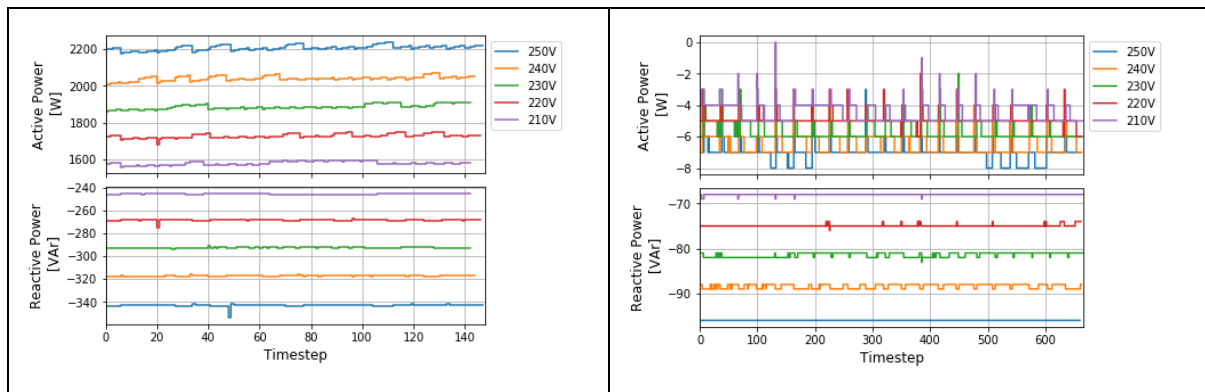 2200
2000
1800
1600
Active Power
[W]
250V
240V
230V
220V
210V
−240
−260
−280
−300
−320
−340
Reactive Power
[VAr]
0
20
40
60
80
100
120
140
Timestep
0
−2
−4
−6
−8
Active Power
[W]
250V
240V
230V
220V
210V
−70
−80
−90
Reactive Power
[VAr]
0
100
200
300
400
500
600
Timestep